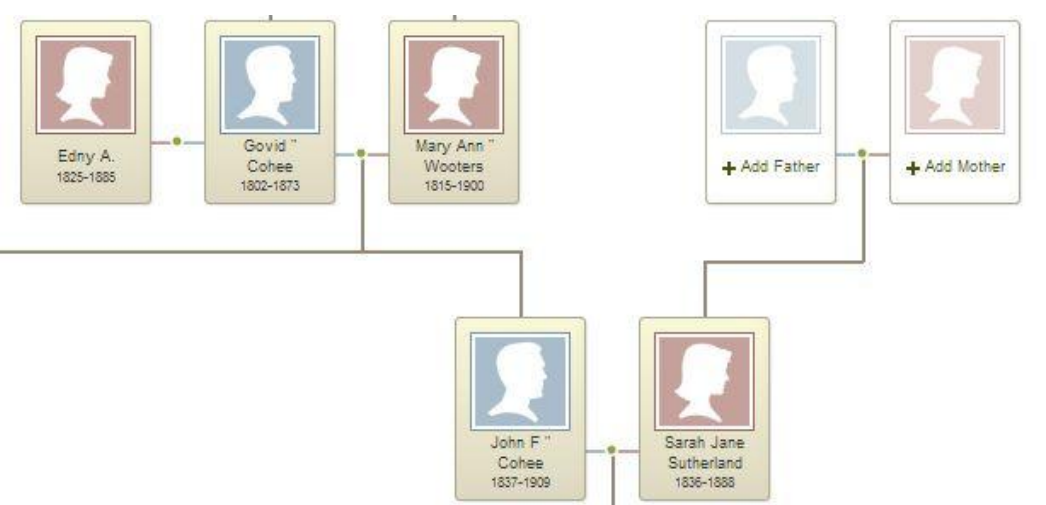 Edny A.
1825-1885
Govid "
Cohee
1802-1873
Mary Ann "
Wooters
1815-1900
Add Father
Add Mother
John F "
Cohee
1837-1909
Sarah Jane
Sutherland
1836-1888